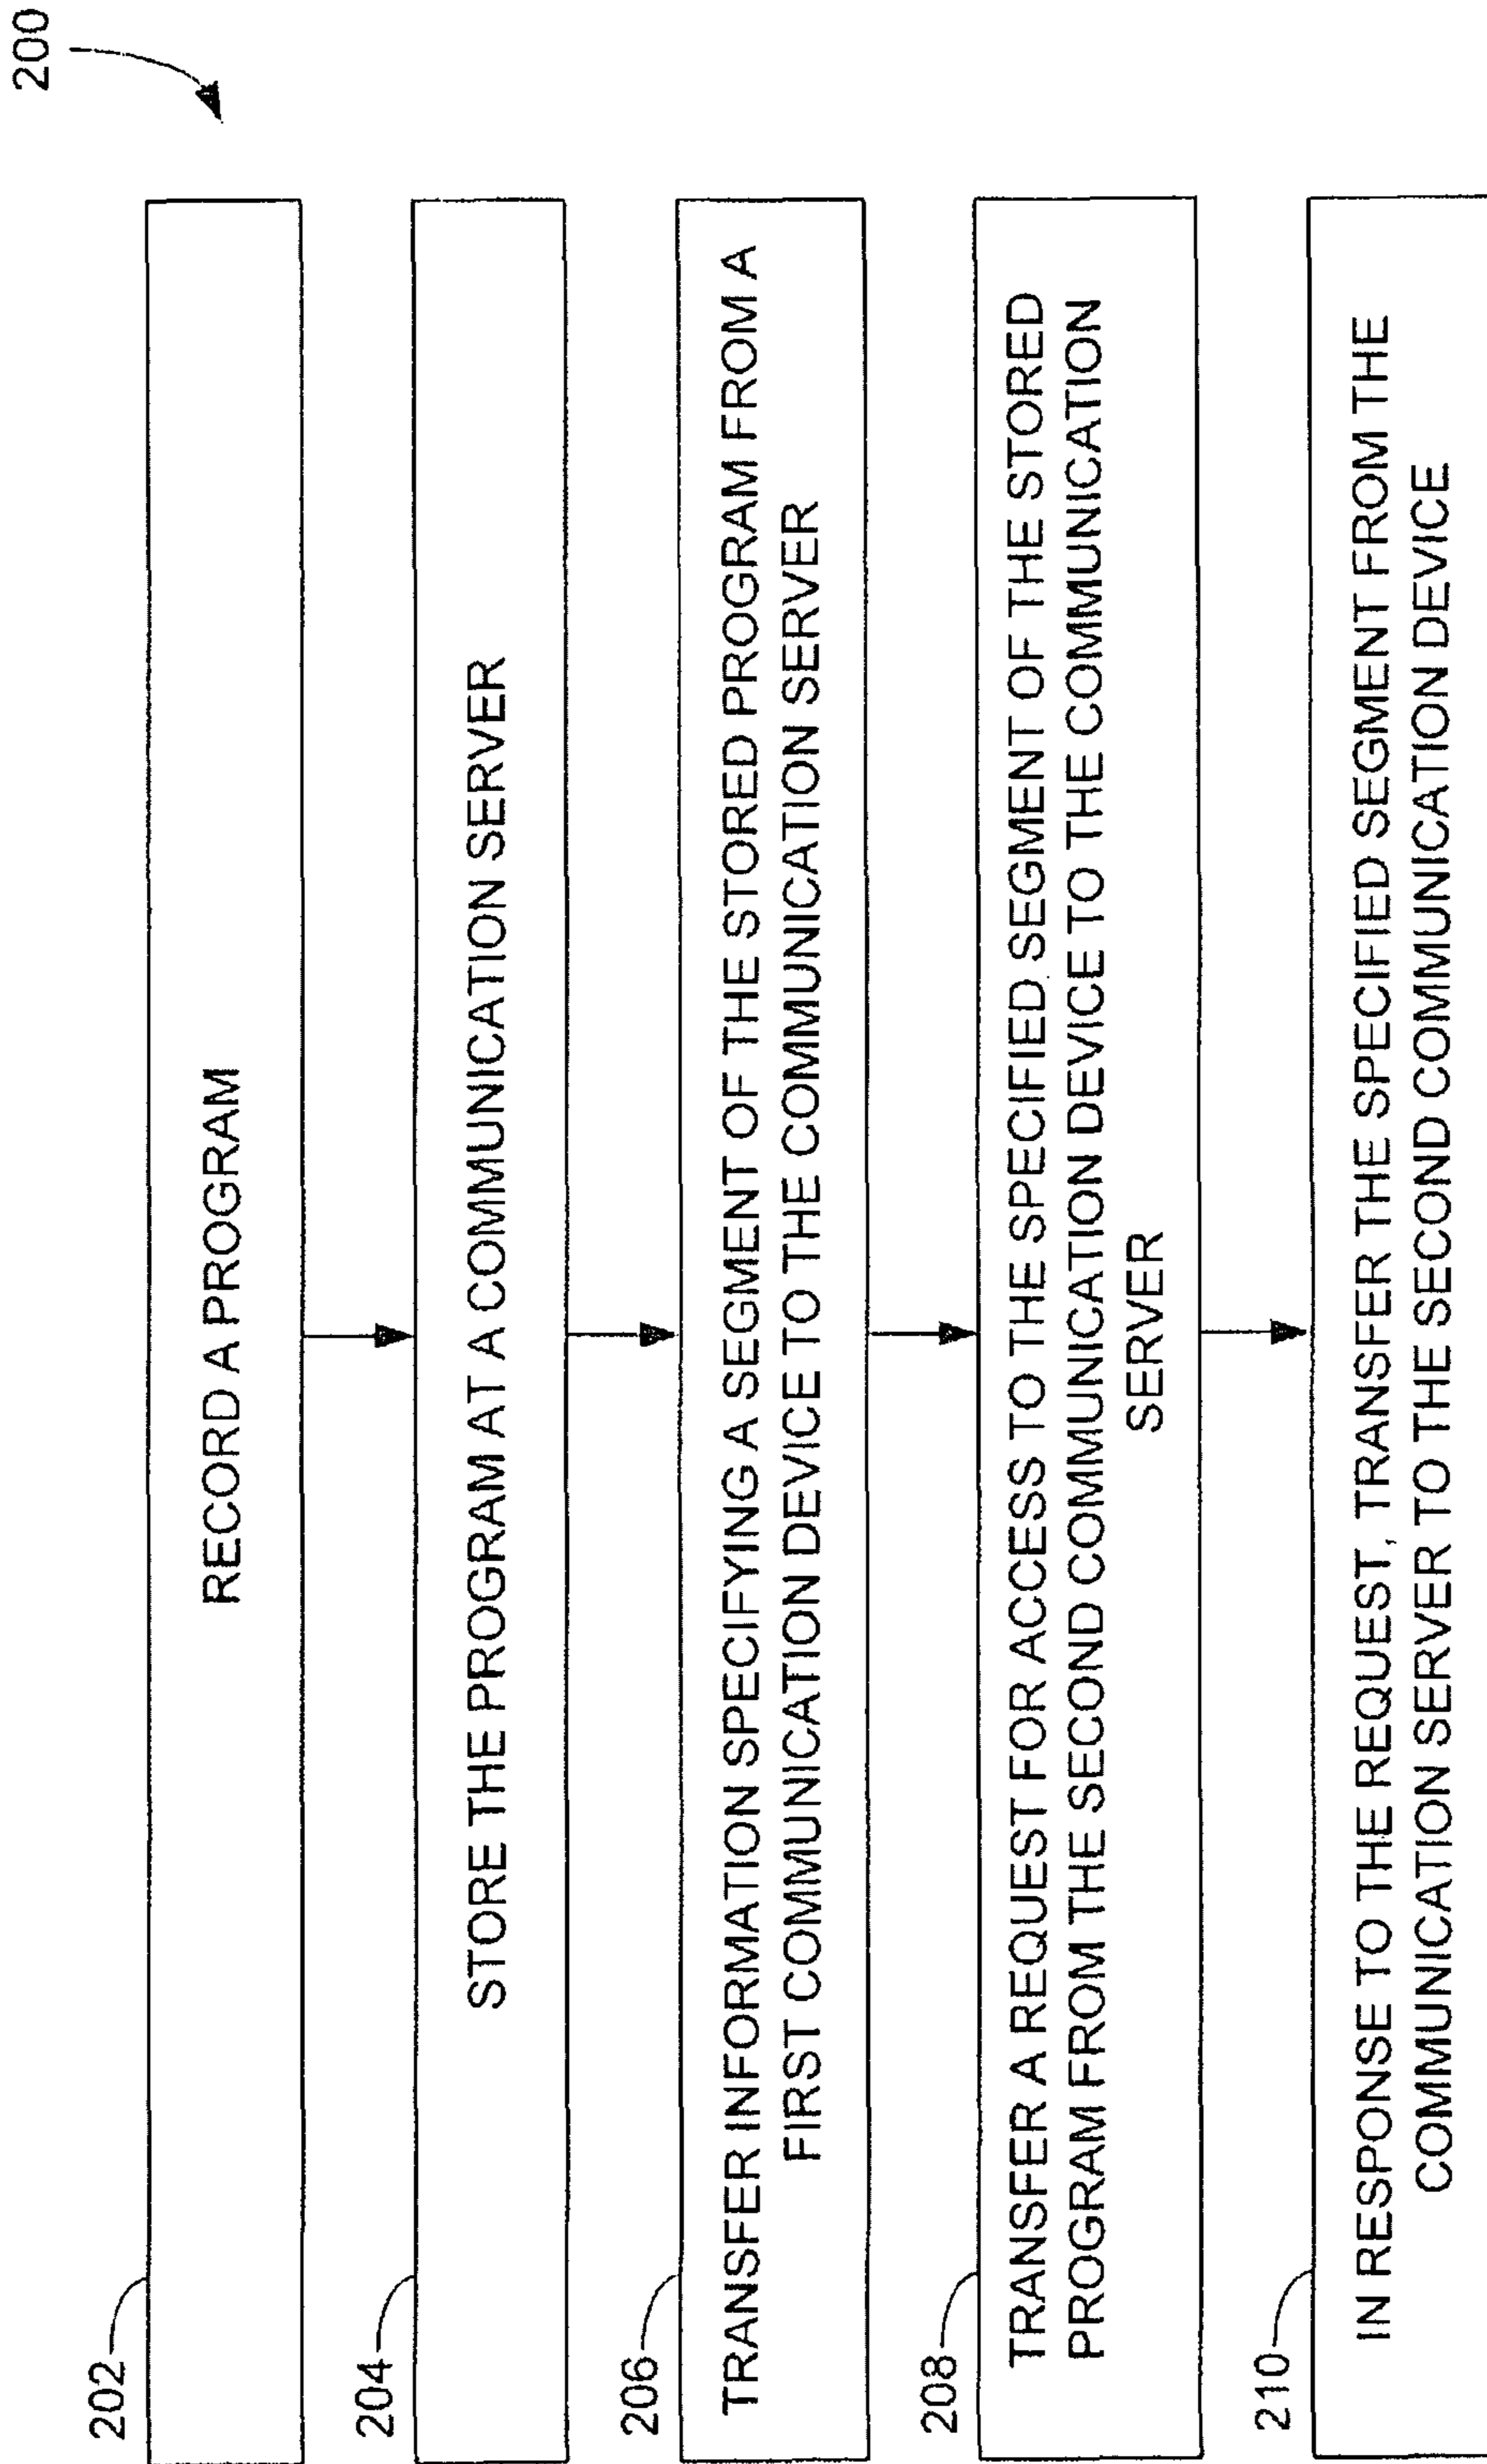 200
202
RECORD A PROGRAM
204
STORE THE PROGRAM AT A COMMUNICATION SERVER
206
TRANSFER INFORMATION SPECIFYING A SEGMENT OF THE STORED PROGRAM FROM A
FIRST COMMUNICATION DEVICE TO THE COMMUNICATION SERVER
208
TRANSFER A REQUEST FOR ACCESS TO THE SPECIFIED SEGMENT OF THE STORED
PROGRAM FROM THE SECOND COMMUNICATION DEVICE TO THE COMMUNICATION
SERVER
210
IN RESPONSE TO THE REQUEST, TRANSFER THE SPECIFIED SEGMENT FROM THE
COMMUNICATION SERVER TO THE SECOND COMMUNICATION DEVICE